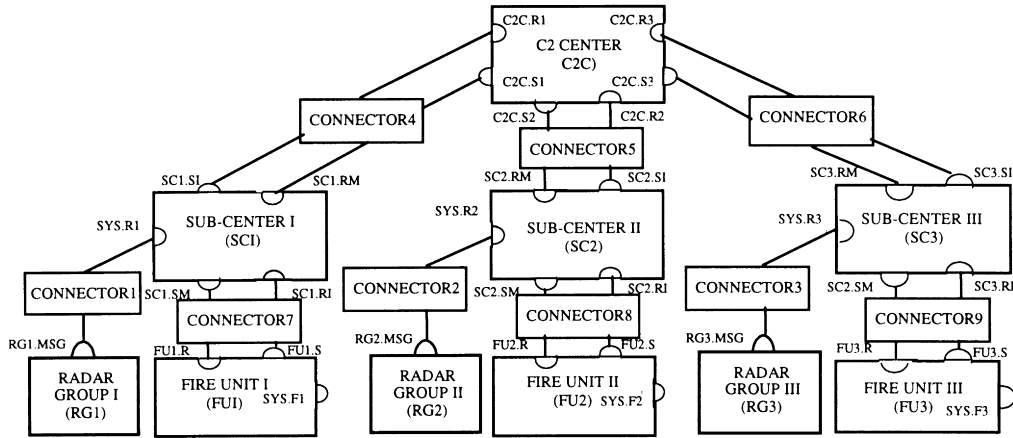 C2C.R1
C2C.R3
C2 CENTER
C2C)
C2C.S1
C2C.S3
CONNECTOR4
C2C.S2
C2C.R2
CONNECTOR6
CONNECTOR5
SC1.SI
SC1.RM
SC2.RM
SC2.SI
SC3.RM
SC3.SI
SYS.R1
SUB-CENTER I
(SCI)
SYS.R2
SUB-CENTER II
(SC2)
SYS.R3
SUB-CENTER III
(SC3)
CONNECTOR1
SC1.SM
SC1.RI
CONNECTOR2
SC2.SM
SC2.RI
CONNECTOR3
SC2.SM
SC3.RI
CONNECTOR7
CONNECTOR8
CONNECTOR9
RG1.MSG
FU1.R
FU1.S
RG2.MSG
FU2.R
FU2.S
RG3.MSG
FU3.R
FU3.S
RADAR
GROUP I
(RG1)
FIRE UNIT I
(FUI)
SYS.F1
RADAR
GROUP II
(RG2)
FIRE UNIT II
(FU2)
SYS.F2
RADAR
GROUP III
(RG3)
FIRE UNIT III
(FU3)
SYS.F3